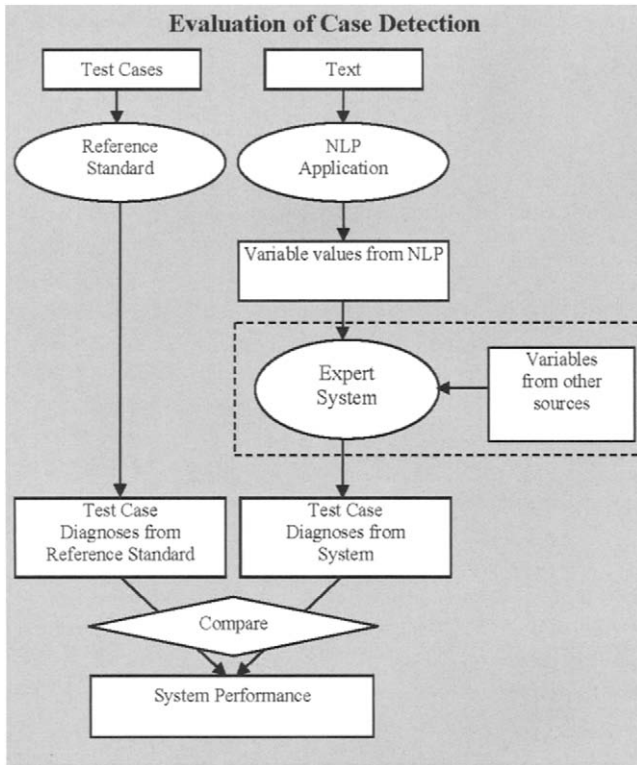 Evaluation of Case Detection
Test Cases
Text
Reference
Standard
NLP
Application
Variable values from NLP
Expert
System
Variables
from other
sources
Test Case
Diagnoses from
Reference Standard
Test Case
Diagnoses from
System
Compare
System Performance